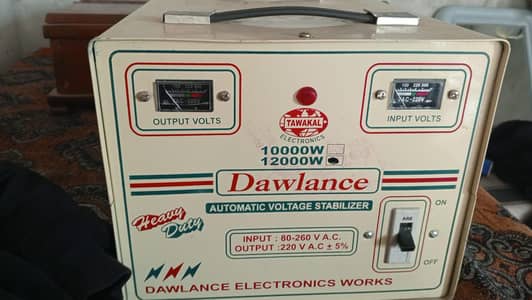 OUTPUT VOLTS
INPUT VOLTS
TAWAKAL
ELECTRONICS
10000W
12000W
Dawlance
AUTOMATIC VOLTAGE STABILIZER
Heavy
Duty
INPUT : 80-260 V A.C.
OUTPUT :220 V A.C ± 5%
ON
OFF
DAWLANCE ELECTRONICS WORKS